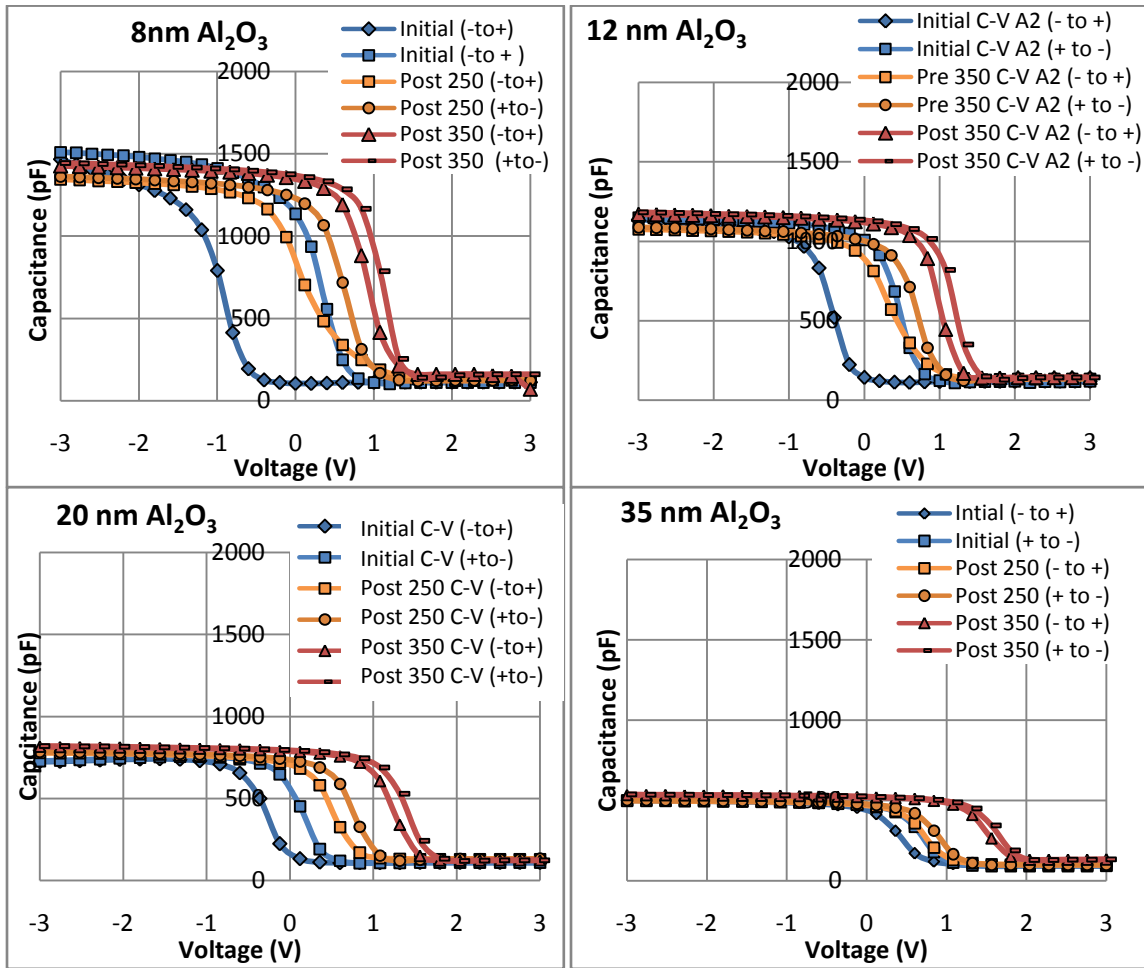 8nm Al₂O₃
Initial (-to+)
Initial (-to + )
Post 250 (-to+)
Post 250 (+to-)
Post 350 (-to+)
Post 350 (+to-)
2000
1500
1000
500
0
-3 -2 -1 0 1 2 3
Capacitance (pF)
Voltage (V)
12 nm Al₂O₃
Initial C-V A2 (- to +)
Initial C-V A2 (+ to -)
Pre 350 C-V A2 (- to +)
Pre 350 C-V A2 (+ to -)
Post 350 C-V A2 (- to +)
Post 350 C-V A2 (+ to -)
2000
1500
1000
500
0
-3 -2 -1 0 1 2 3
Capacitance (pF)
Voltage (V)
20 nm Al₂O₃
Initial C-V (-to+)
Initial C-V (+to-)
Post 250 C-V (-to+)
Post 250 C-V (+to-)
Post 350 C-V (-to+)
Post 350 C-V (+to-)
2000
1500
1000
500
0
-3 -2 -1 0 1 2 3
Capacitance (pF)
Voltage (V)
35 nm Al₂O₃
Intial (- to +)
Initial (+ to -)
Post 250 (- to +)
Post 250 (+ to -)
Post 350 (- to +)
Post 350 (+ to -)
2000
1500
1000
500
0
-3 -2 -1 0 1 2 3
Capacitance (pF)
Voltage (V)